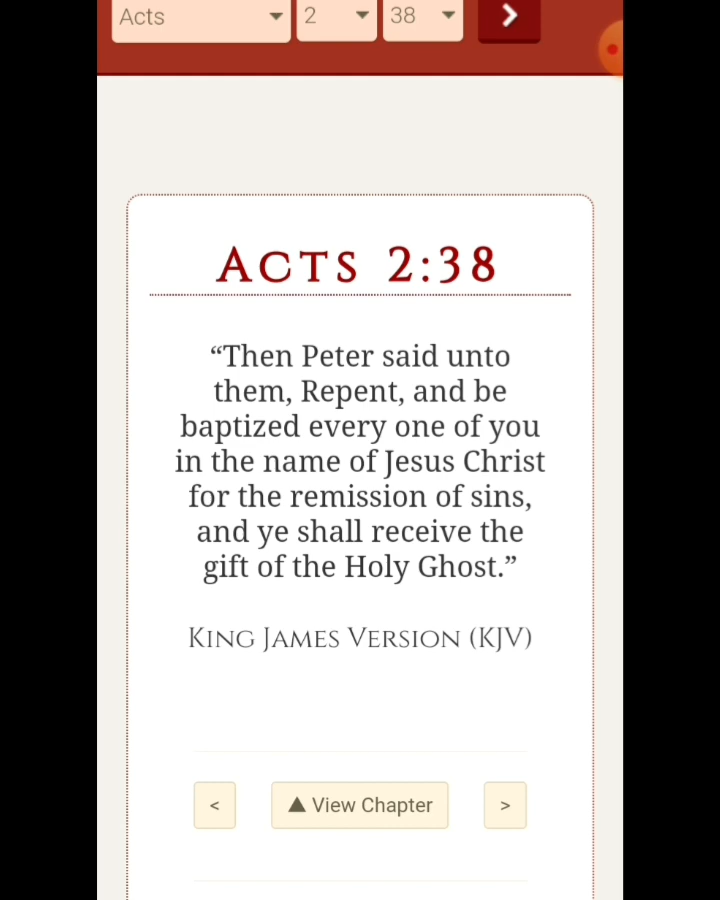 Acts 2 38
Acts 2:38
“Then Peter said unto
them, Repent, and be
baptized every one of you
in the name of Jesus Christ
for the remission of sins,
and ye shall receive the
gift of the Holy Ghost.”
King James Version (KJV)
< ▲ View Chapter >